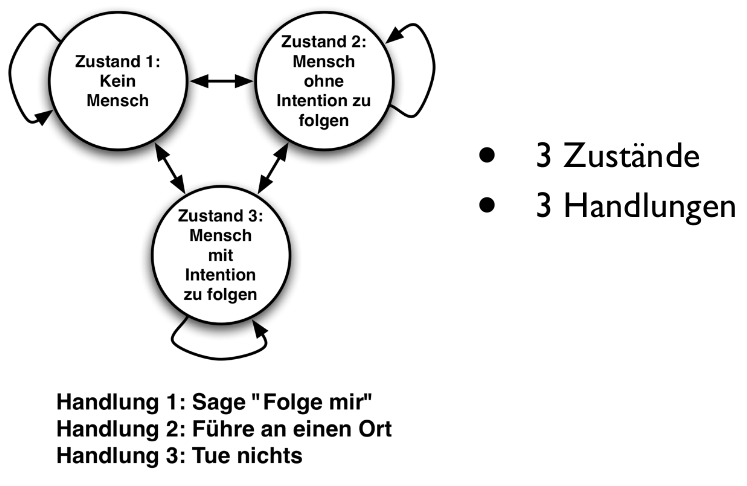 Zustand 1:
Kein
Mensch
Zustand 2:
Mensch
ohne
Intention zu
folgen
Zustand 3:
Mensch
mit
Intention
zu folgen
• 3 Zustände
• 3 Handlungen
Handlung 1: Sage "Folge mir"
Handlung 2: Führe an einen Ort
Handlung 3: Tue nichts